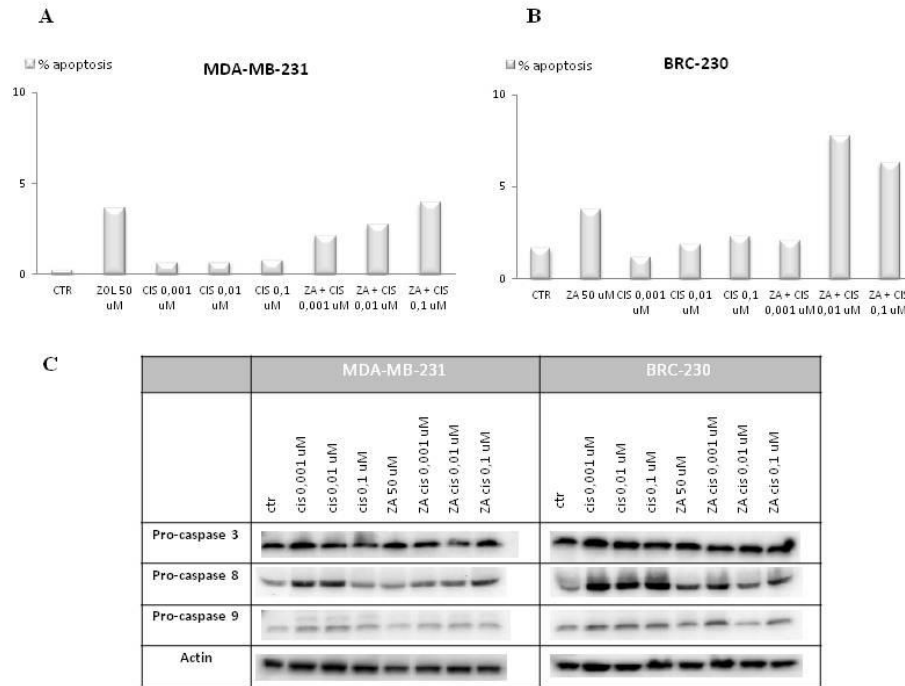 A
% apoptosis
MDA-MB-231
10
5
0
CTR
ZOL 50 uM
CIS 0,001 uM
CIS 0,01 uM
CIS 0,1 uM
ZA + CIS 0,001 uM
ZA + CIS 0,01 uM
ZA + CIS 0,1 uM
B
% apoptosis
BRC-230
10
5
0
CTR
ZA 50 uM
CIS 0,001 uM
CIS 0,01 uM
CIS 0,1 uM
ZA + CIS 0,001 uM
ZA + CIS 0,01 uM
ZA + CIS 0,1 uM
C
MDA-MB-231
BRC-230
ctr
cis 0,001 uM
cis 0,01 uM
cis 0,1 uM
ZA 50 uM
ZA cis 0,001 uM
ZA cis 0,01 uM
ZA cis 0,1 uM
ctr
cis 0,001 uM
cis 0,01 uM
cis 0,1 uM
ZA 50 uM
ZA cis 0,001 uM
ZA cis 0,01 uM
ZA cis 0,1 uM
Pro-caspase 3
Pro-caspase 8
Pro-caspase 9
Actin